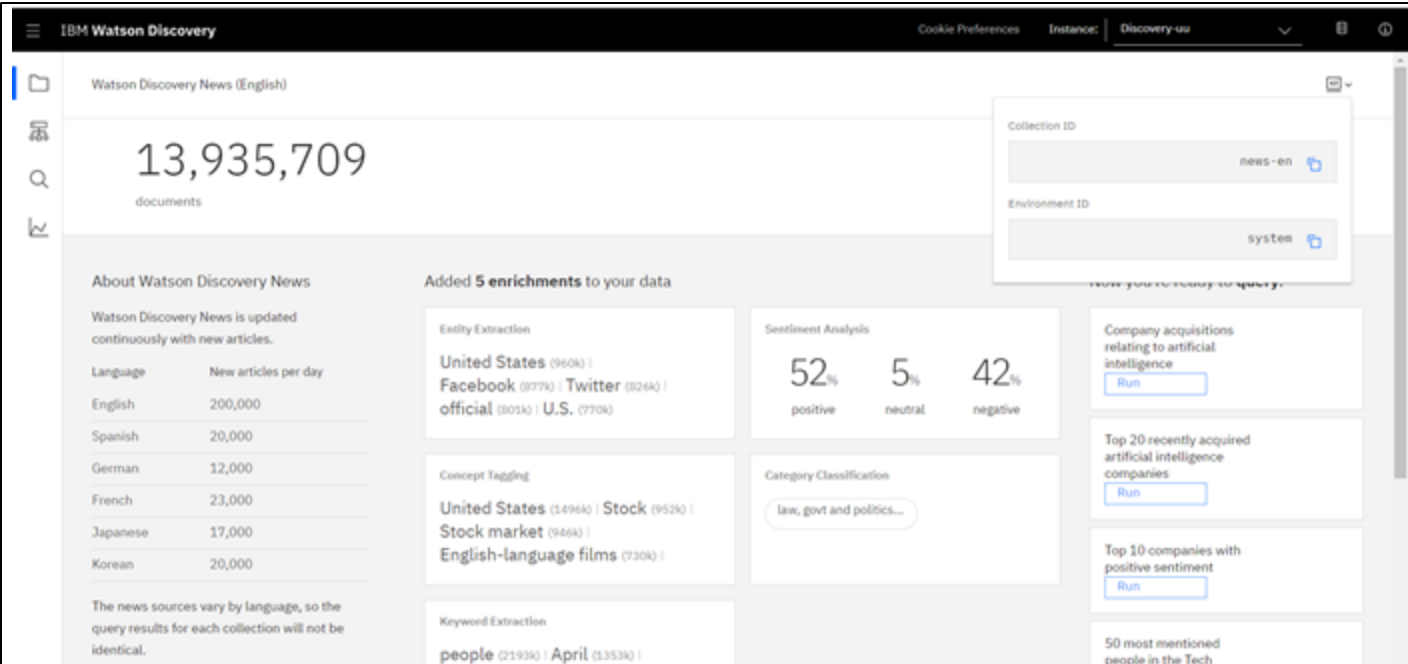 IBM Watson Discovery
Cookie Preferences
Instance:
Discovery-uu
Watson Discovery News (English)
Collection ID
news-en
Environment ID
system
13,935,709
documents
About Watson Discovery News
Watson Discovery News is updated
continuously with new articles.
Language New articles per day
English 200,000
Spanish 20,000
German 12,000
French 23,000
Japanese 17,000
Korean 20,000
The news sources vary by language, so the
query results for each collection will not be
identical.
Added 5 enrichments to your data
Entity Extraction
United States (960k) |
Facebook (877k) | Twitter (826k) |
official (801k) | U.S. (770k)
Sentiment Analysis
52% 5% 42%
positive neutral negative
Concept Tagging
United States (1496k) | Stock (952k) |
Stock market (946k) |
English-language films (730k) |
Category Classification
law, govt and politics...
Keyword Extraction
people (2193k) | April (1353k) |
Now you're ready to query!
Company acquisitions
relating to artificial
intelligence
Run
Top 20 recently acquired
artificial intelligence
companies
Run
Top 10 companies with
positive sentiment
Run
50 most mentioned
people in the Tech